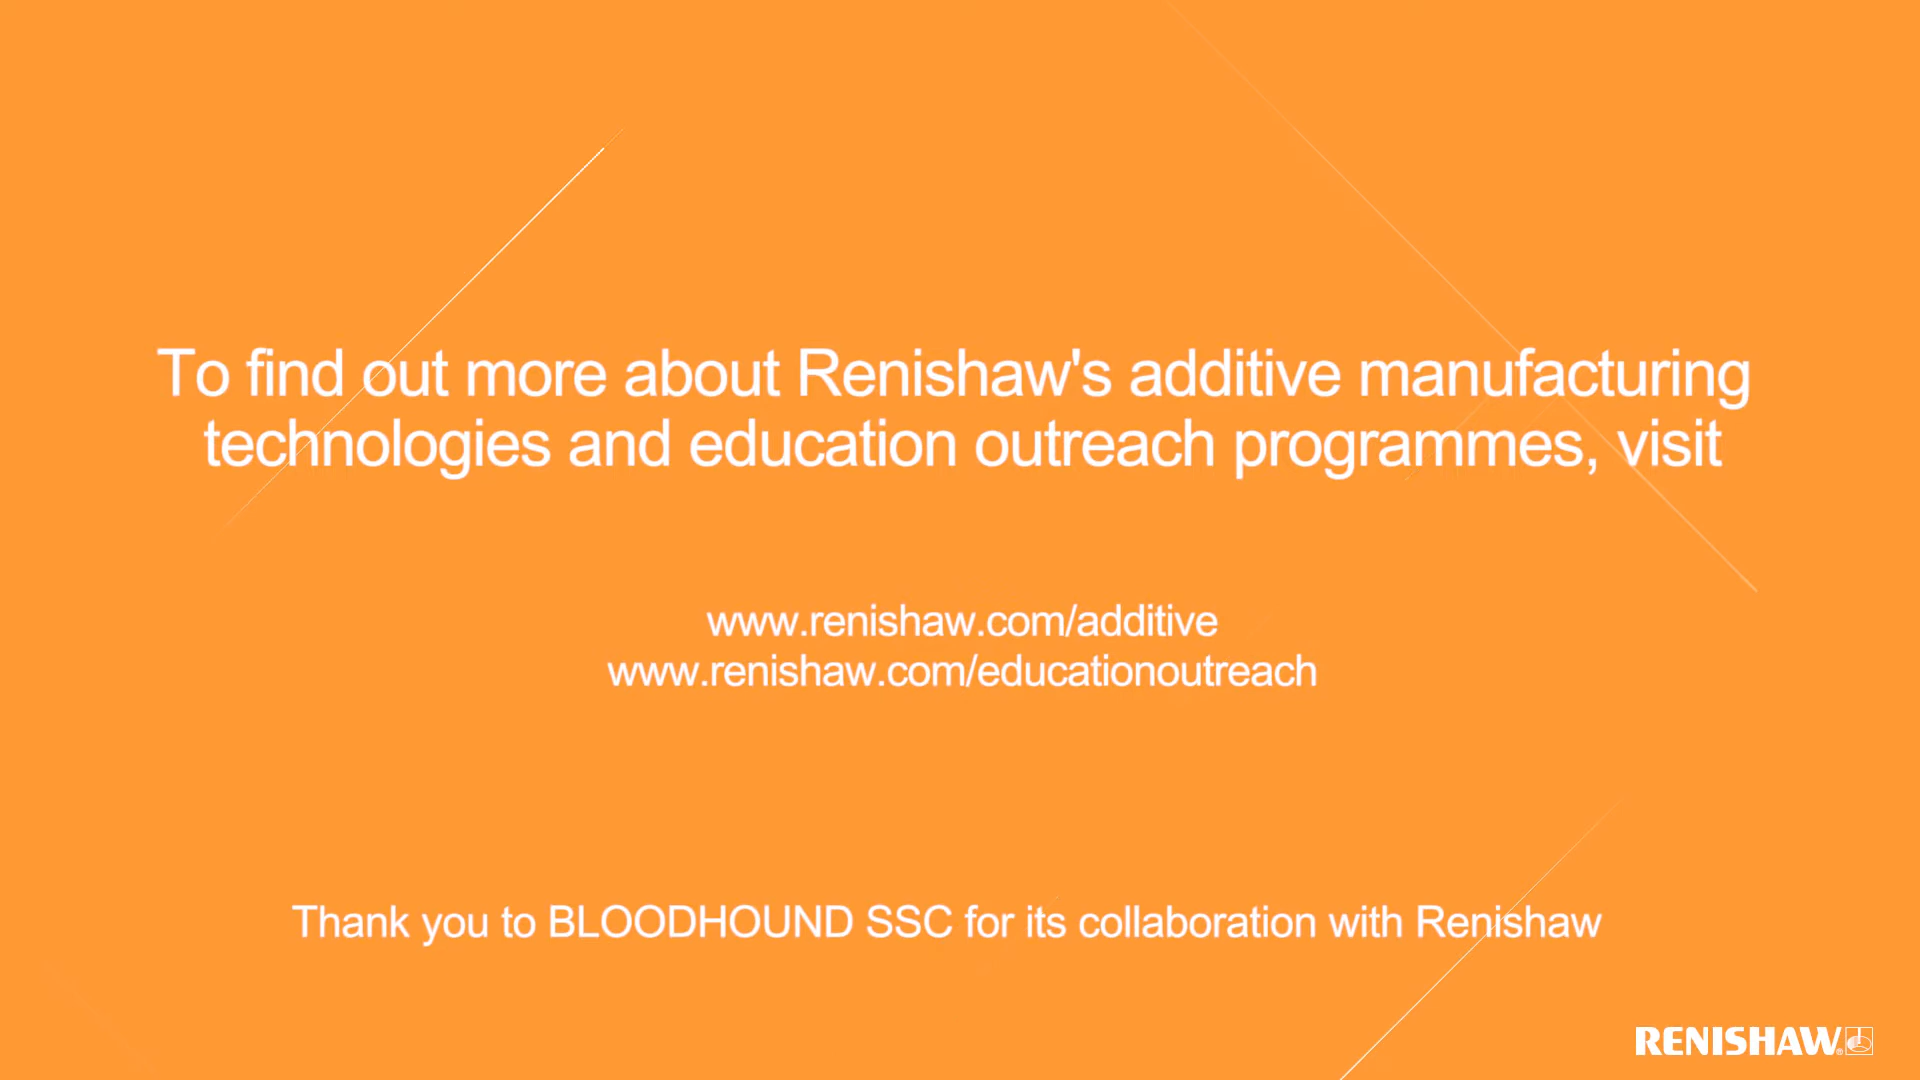 To find out more about Renishaw's additive manufacturing
technologies and education outreach programmes, visit
www.renishaw.com/additive
www.renishaw.com/educationoutreach
Thank you to BLOODHOUND SSC for its collaboration with Renishaw
RENISHAW®